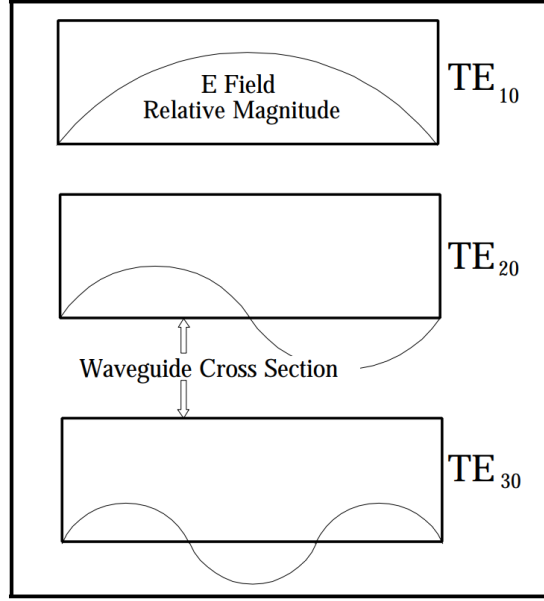 E Field
Relative Magnitude
TE₁₀
TE₂₀
Waveguide Cross Section
TE₃₀